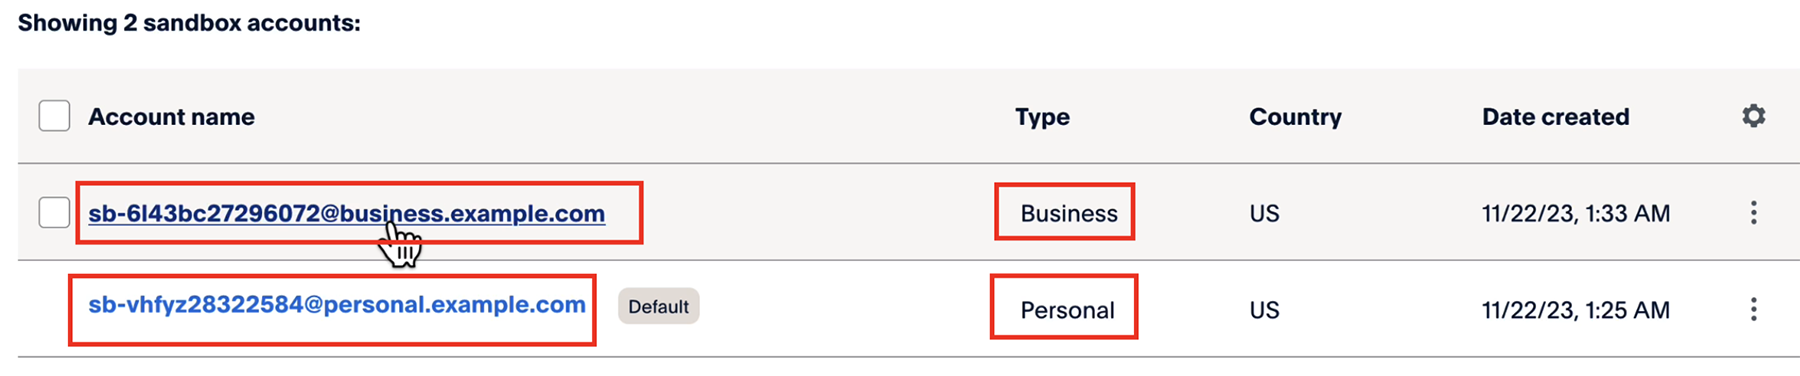 Showing 2 sandbox accounts:
Account name Type Country Date created
sb-6l43bc27296072@business.example.com Business US 11/22/23, 1:33 AM
sb-vhfyz28322584@personal.example.com Default Personal US 11/22/23, 1:25 AM